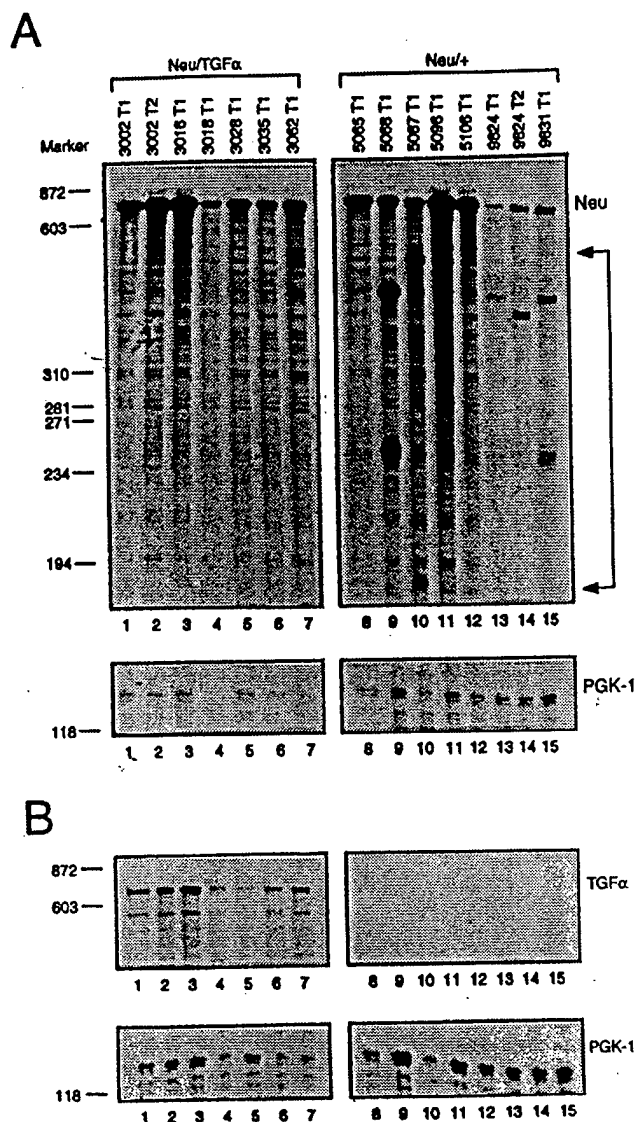 A
Neu/TGFα
Neu/+
3002 T1
3002 T2
3016 T1
3018 T1
3028 T1
3035 T1
3062 T1
5065 T1
5066 T1
5067 T1
5096 T1
5106 T1
9824 T1
9824 T2
9831 T1
Marker
872
603
310
281
271
234
194
Neu
1 2 3 4 5 6 7
8 9 10 11 12 13 14 15
PGK-1
118
1 2 3 4 5 6 7
8 9 10 11 12 13 14 15
B
872
603
TGFα
1 2 3 4 5 6 7
8 9 10 11 12 13 14 15
PGK-1
118
1 2 3 4 5 6 7
8 9 10 11 12 13 14 15